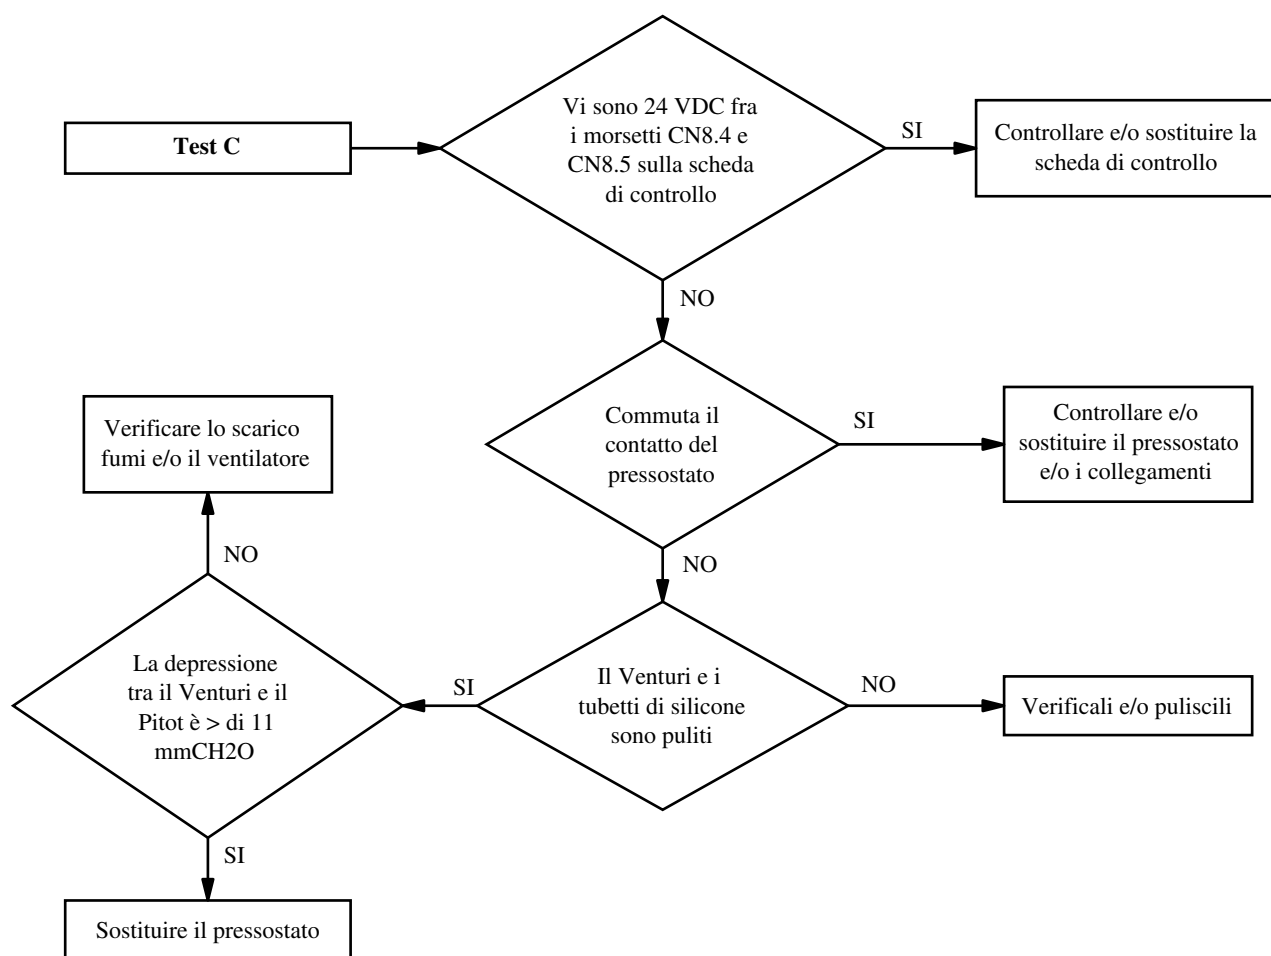 Test C
Vi sono 24 VDC fra
i morsetti CN8.4 e
CN8.5 sulla scheda
di controllo
SI
Controllare e/o sostituire la
scheda di controllo
NO
Commuta il
contatto del
pressostato
SI
Controllare e/o
sostituire il pressostato
e/o i collegamenti
NO
Il Venturi e i
tubetti di silicone
sono puliti
NO
Verificali e/o puliscili
SI
La depressione
tra il Venturi e il
Pitot è > di 11
mmCH2O
NO
Verificare lo scarico
fumi e/o il ventilatore
SI
Sostituire il pressostato